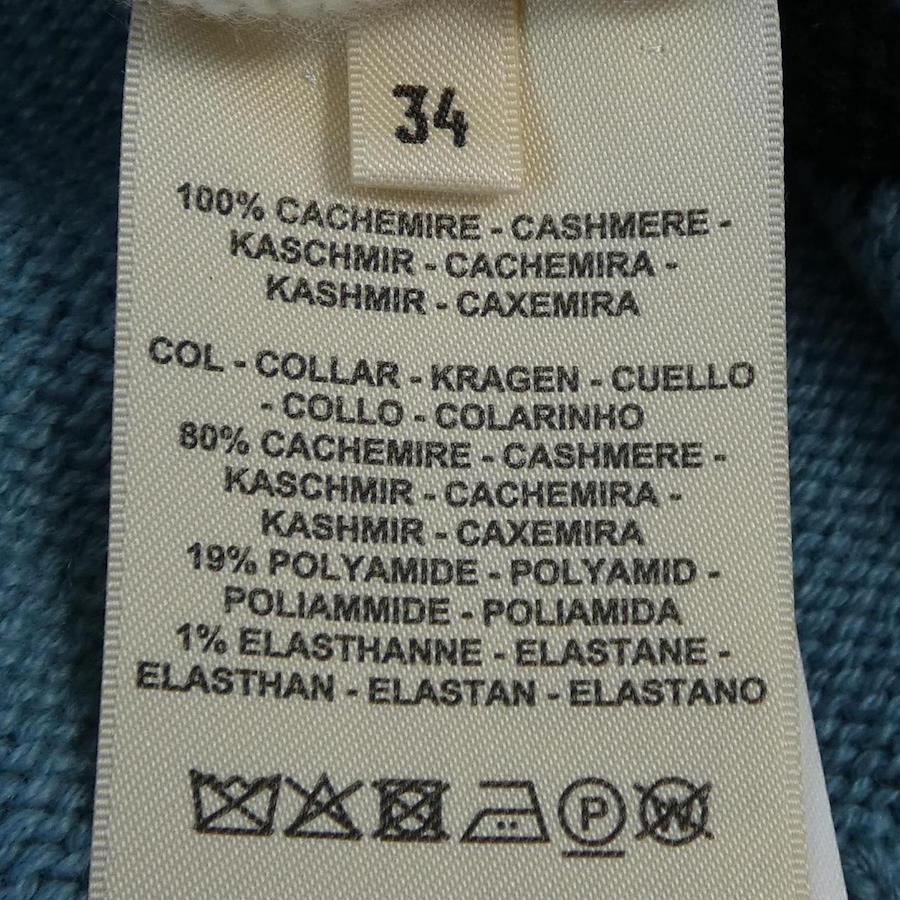 34
100% CACHEMIRE - CASHMERE -
KASCHMIR - CACHEMIRA -
KASHMIR - CAXEMIRA
COL - COLLAR - KRAGEN - CUELLO
- COLLO - COLARINHO
80% CACHEMIRE - CASHMERE -
KASCHMIR - CACHEMIRA -
KASHMIR - CAXEMIRA
19% POLYAMIDE - POLYAMID -
POLIAMMIDE - POLIAMIDA
1% ELASTHANNE - ELASTANE -
ELASTHAN - ELASTAN - ELASTANO
P W